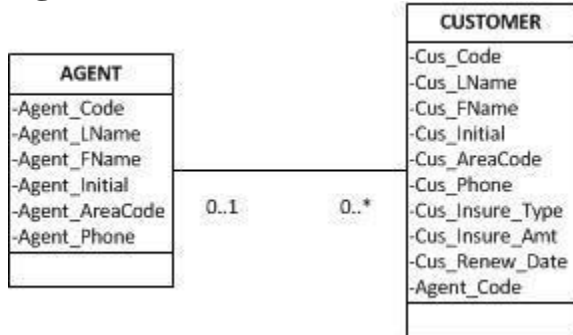 AGENT
-Agent_Code
-Agent_LName
-Agent_FName
-Agent_Initial
-Agent_AreaCode
-Agent_Phone
0..1
0..*
CUSTOMER
-Cus_Code
-Cus_LName
-Cus_FName
-Cus_Initial
-Cus_AreaCode
-Cus_Phone
-Cus_Insure_Type
-Cus_Insure_Amt
-Cus_Renew_Date
-Agent_Code